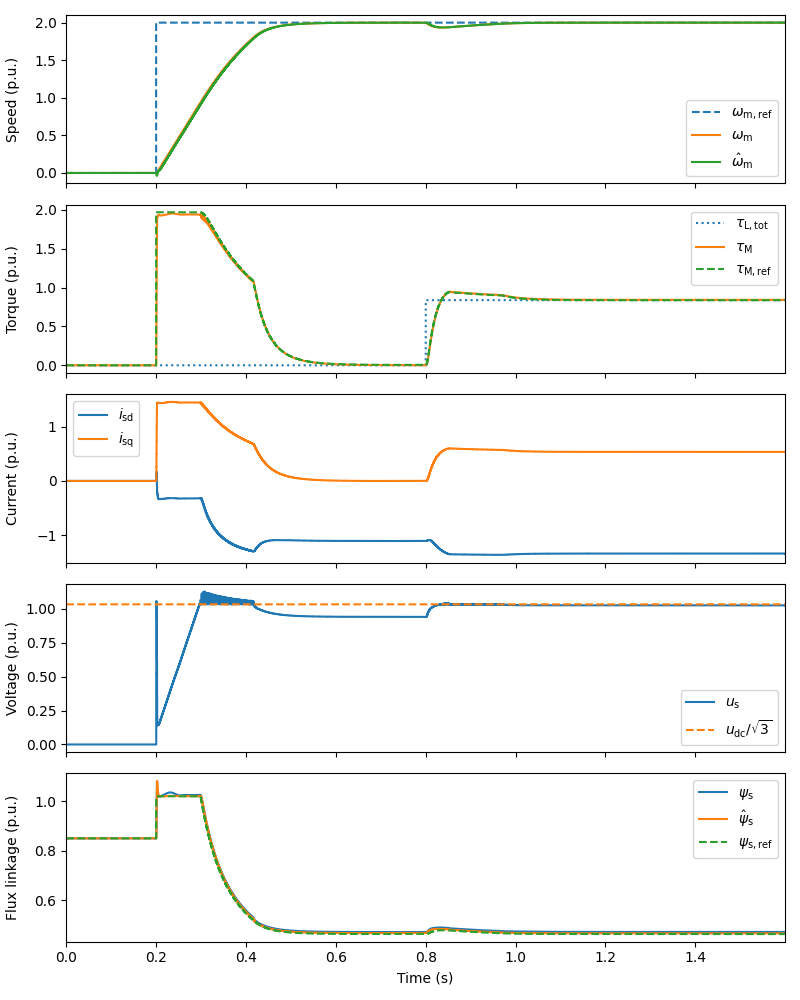 Speed (p.u.)
2.0
1.5
1.0
0.5
0.0
ω_m,ref
ω_m
ω̂_m
Torque (p.u.)
2.0
1.5
1.0
0.5
0.0
τ_L,tot
τ_M
τ_M,ref
Current (p.u.)
1
0
−1
i_sd
i_sq
Voltage (p.u.)
1.00
0.75
0.50
0.25
0.00
u_s
u_dc/√3
Flux linkage (p.u.)
1.0
0.8
0.6
ψ_s
ψ̂_s
ψ_s,ref
0.0 0.2 0.4 0.6 0.8 1.0 1.2 1.4
Time (s)